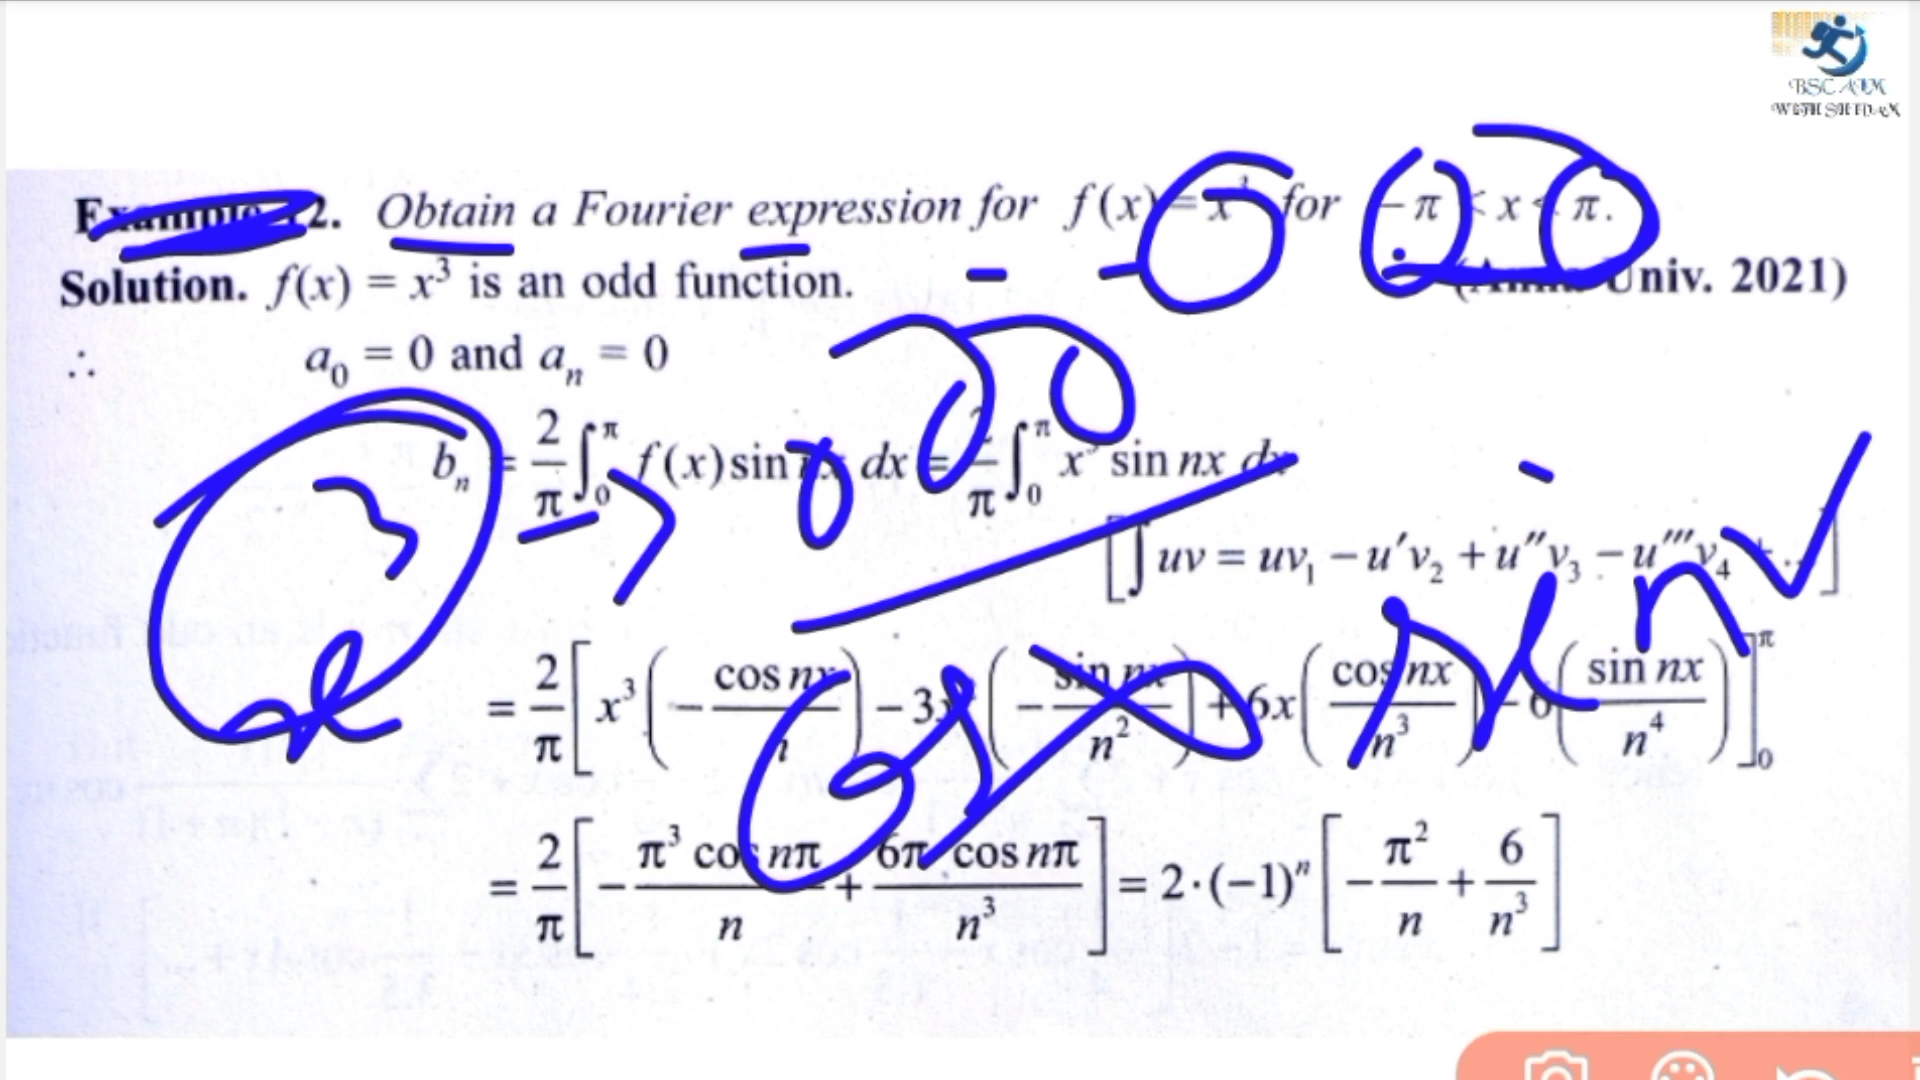 BSC AIM
WITH
2. Obtain a Fourier expression for f(x) = x³ for −π < x < π.
Solution. f(x) = x³ is an odd function. Univ. 2021)
∴ a₀ = 0 and aₙ = 0
bₙ = 2/π ∫₀^π f(x) sin nx dx = 2/π ∫₀^π x³ sin nx dx
[∫ uv = uv₁ − u′v₂ + u″v₃ − u‴v₄ + ...]
= 2/π [x³(−cos nx/n) − 3x²(−sin nx/n²) + 6x(cos nx/n³) − 6(sin nx/n⁴)]₀^π
= 2/π [−π³ cos nπ/n + 6π cos nπ/n³] = 2·(−1)ⁿ [−π²/n + 6/n³]